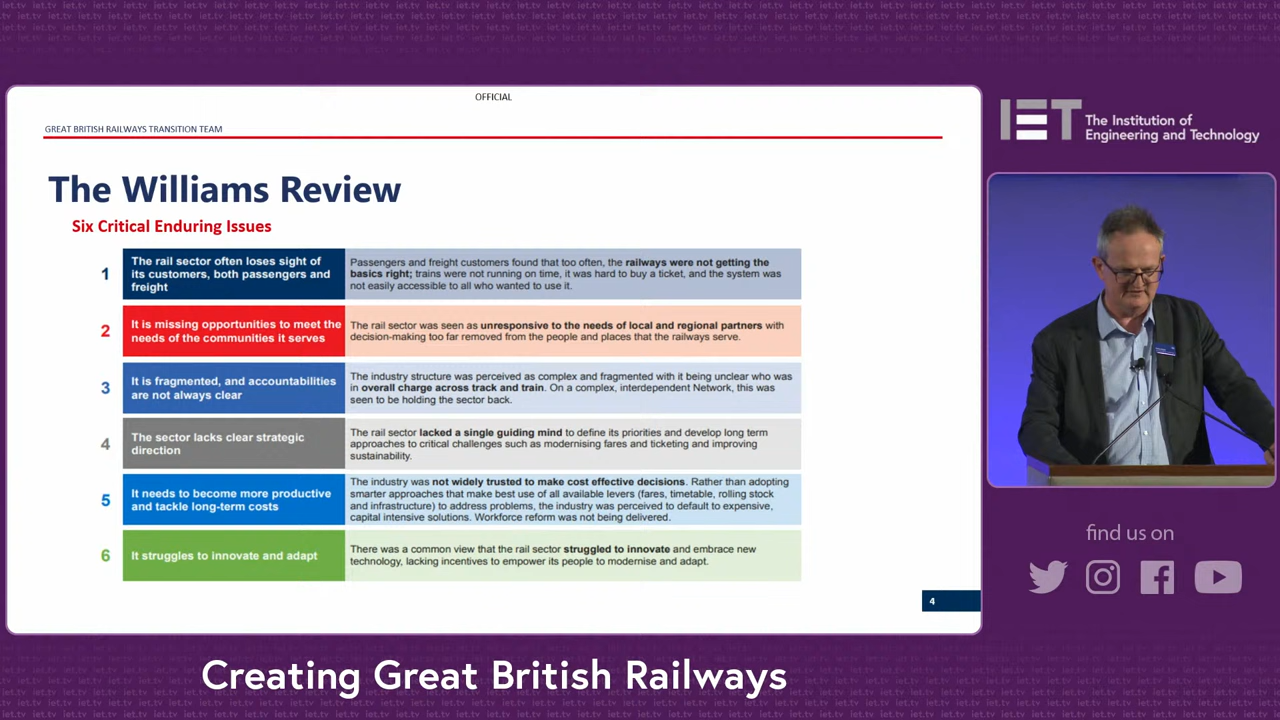 OFFICIAL
GREAT BRITISH RAILWAYS TRANSITION TEAM
The Williams Review
Six Critical Enduring Issues
1
The rail sector often loses sight of
its customers, both passengers and
freight
Passengers and freight customers found that too often, the railways were not getting the
basics right; trains were not running on time, it was hard to buy a ticket, and the system was
not easily accessible to all who wanted to use it.
2
It is missing opportunities to meet the
needs of the communities it serves
The rail sector was seen as unresponsive to the needs of local and regional partners with
decision-making too far removed from the people and places that the railways serve.
3
It is fragmented, and accountabilities
are not always clear
The industry structure was perceived as complex and fragmented with it being unclear who was
in overall charge across track and train. On a complex, interdependent Network, this was
seen to be holding the sector back.
4
The sector lacks clear strategic
direction
The rail sector lacked a single guiding mind to define its priorities and develop long term
approaches to critical challenges such as modernising fares and ticketing and improving
sustainability.
5
It needs to become more productive
and tackle long-term costs
The industry was not widely trusted to make cost effective decisions. Rather than adopting
smarter approaches that make best use of all available levers (fares, timetable, rolling stock
and infrastructure) to address problems, the industry was perceived to default to expensive,
capital intensive solutions. Workforce reform was not being delivered.
6
It struggles to innovate and adapt
There was a common view that the rail sector struggled to innovate and embrace new
technology, lacking incentives to empower its people to modernise and adapt.
4
IET
The Institution of
Engineering and Technology
find us on
Creating Great British Railways